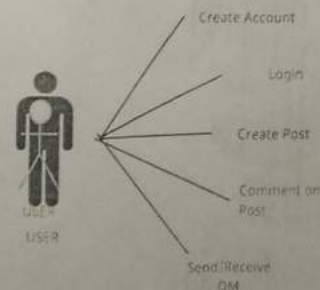 Create Account
Login
Create Post
Comment on
Post
Send/Receive
DM
USER
USER